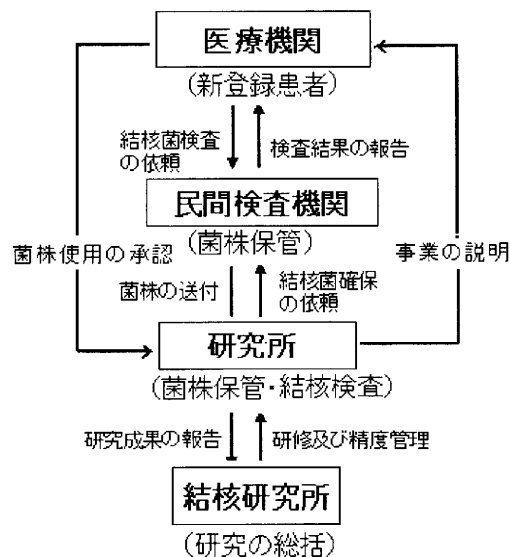 医療機関
(新登録患者)
結核菌検査
の依頼
検査結果の報告
民間検査機関
(菌株保管)
菌株使用の承認
事業の説明
菌株の送付
結核菌確保
の依頼
研究所
(菌株保管・結核検査)
研究成果の報告
研修及び精度管理
結核研究所
(研究の総括)